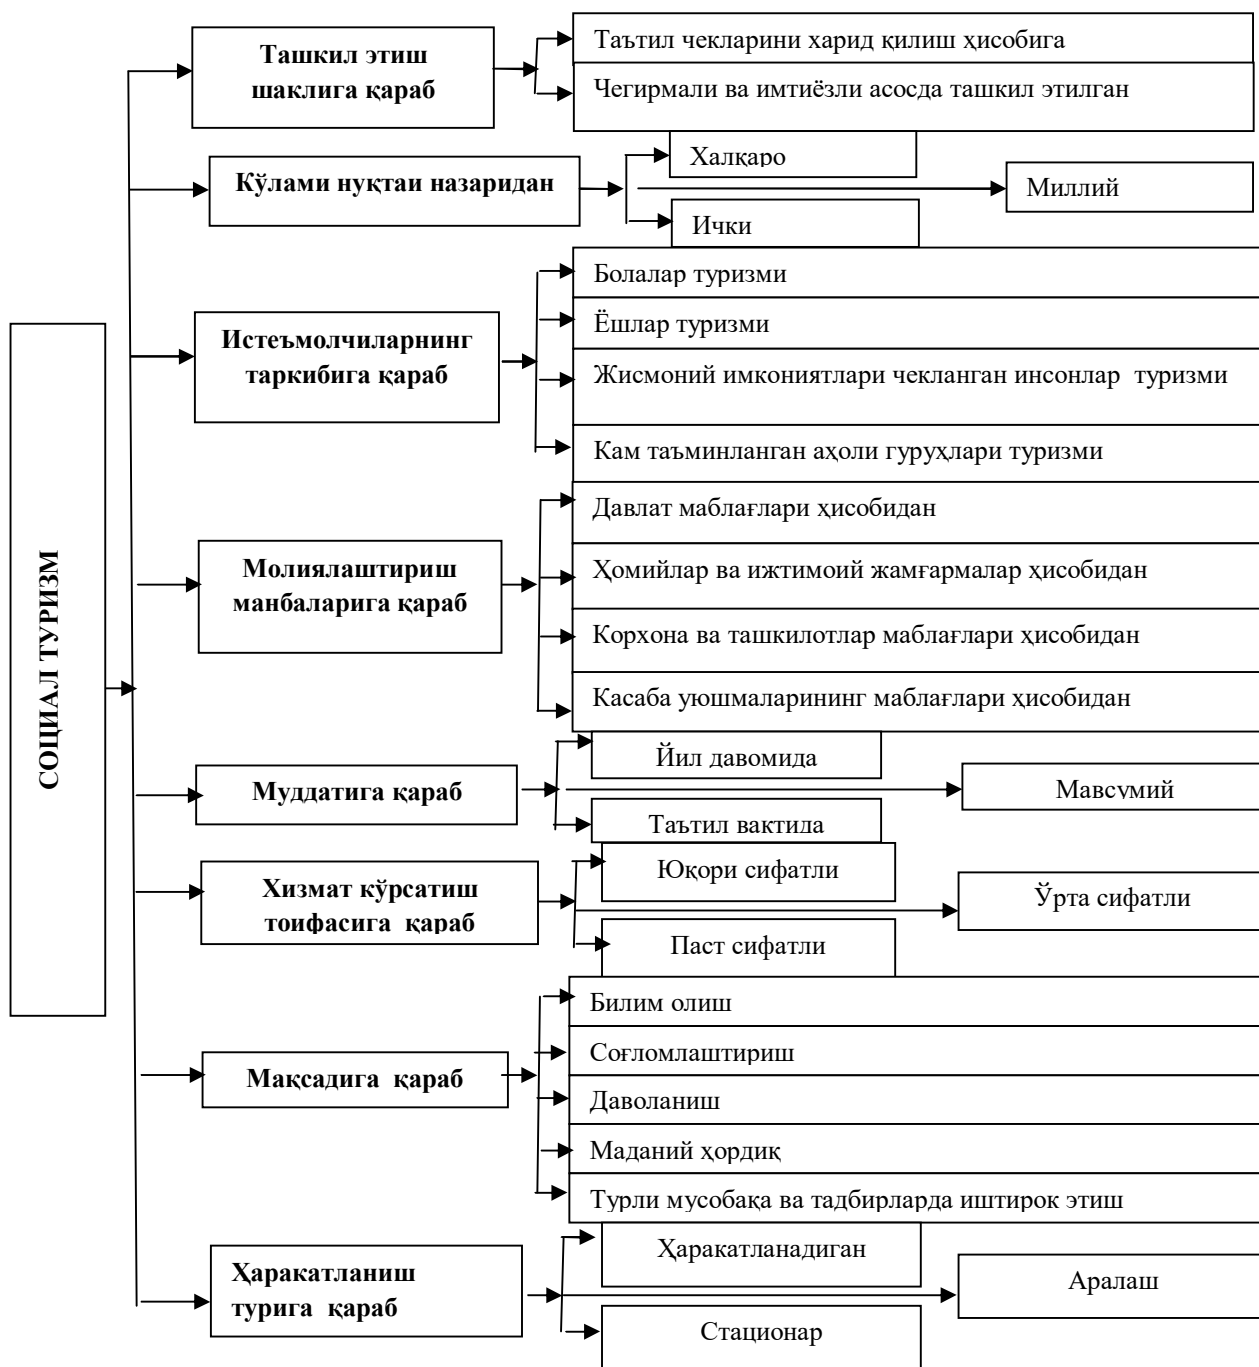 СОЦИАЛ ТУРИЗМ
Ташкил этиш
шаклига қараб
Таътил чекларини харид қилиш ҳисобига
Чегирмали ва имтиёзли асосда ташкил этилган
Кўлами нуқтаи назаридан
Халқаро
Миллий
Ички
Истеъмолчиларнинг
таркибига қараб
Болалар туризми
Ёшлар туризми
Жисмоний имкониятлари чекланган инсонлар туризми
Кам таъминланган аҳоли гуруҳлари туризми
Молиялаштириш
манбаларига қараб
Давлат маблағлари ҳисобидан
Ҳомийлар ва ижтимоий жамғармалар ҳисобидан
Корхона ва ташкилотлар маблағлари ҳисобидан
Касаба уюшмаларининг маблағлари ҳисобидан
Муддатига қараб
Йил давомида
Мавсумий
Таътил вактида
Хизмат кўрсатиш
тоифасига қараб
Юқори сифатли
Ўрта сифатли
Паст сифатли
Мақсадига қараб
Билим олиш
Соғломлаштириш
Даволаниш
Маданий ҳордиқ
Турли мусобақа ва тадбирларда иштирок этиш
Ҳаракатланиш
турига қараб
Ҳаракатланадиган
Аралаш
Стационар